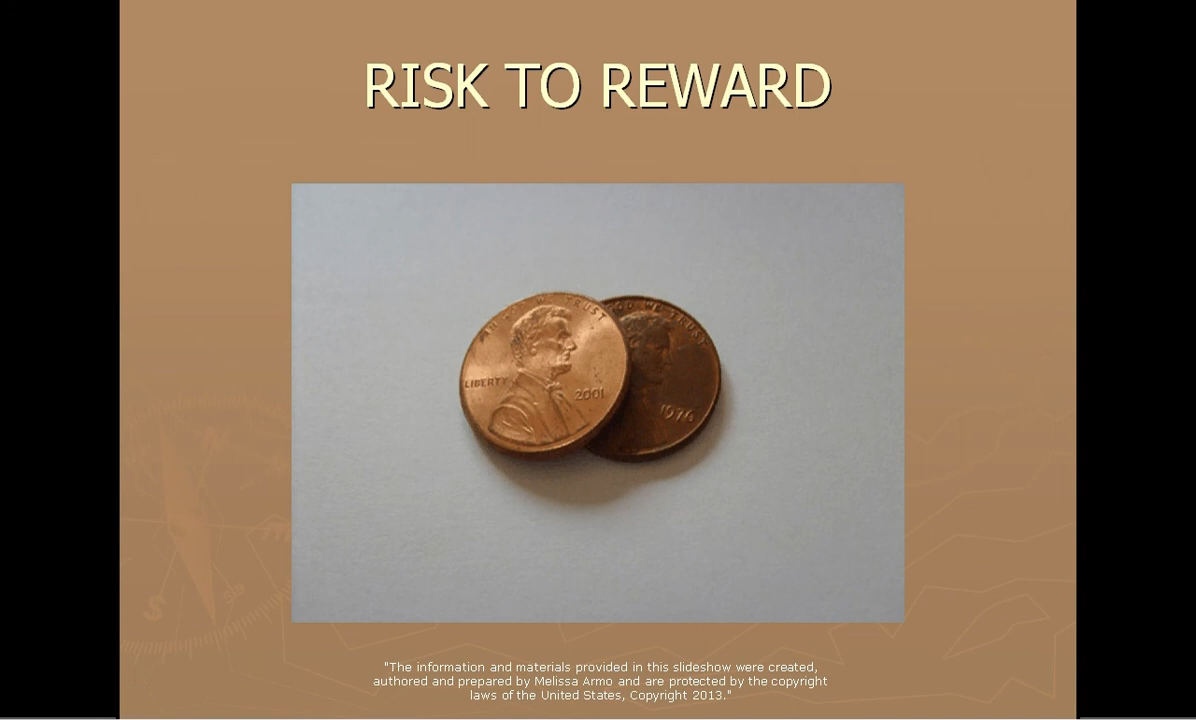 RISK TO REWARD
IN GOD WE TRUST
LIBERTY
2001
GOD WE TRUST
1976
"The information and materials provided in this slideshow were created,
authored and prepared by Melissa Armo and are protected by the copyright
laws of the United States, Copyright 2013."